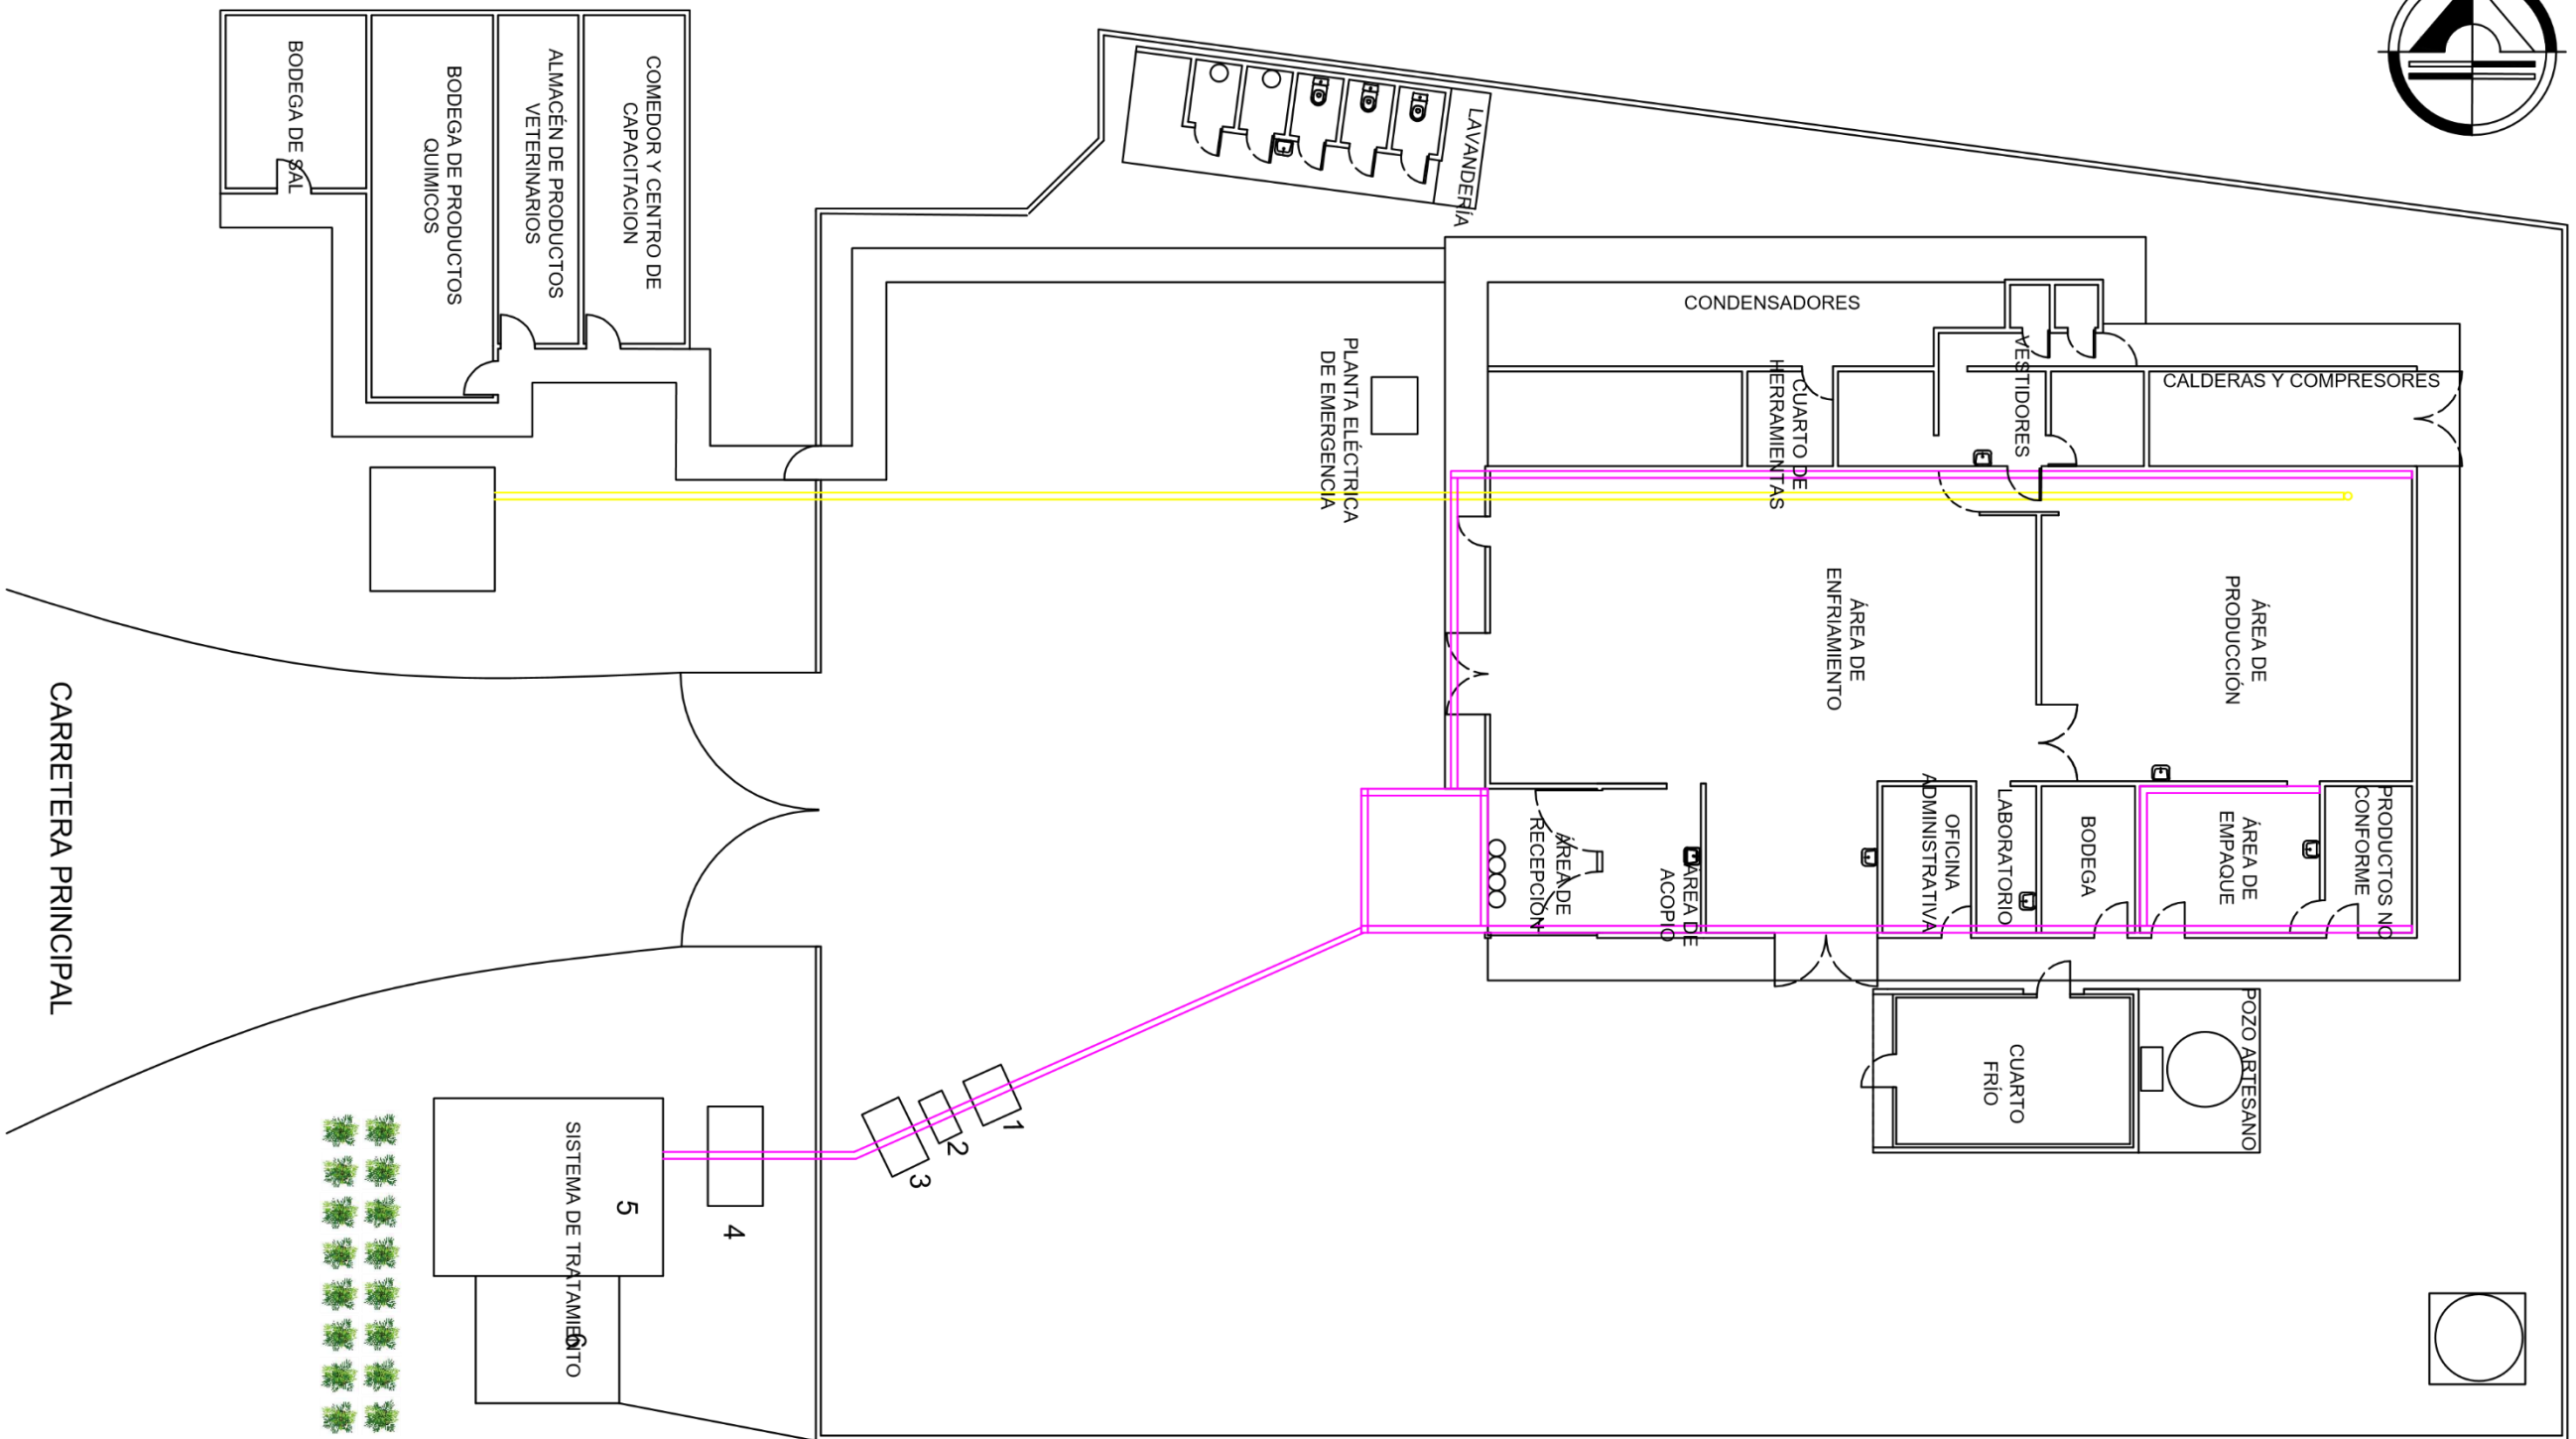 BODEGA DE SAL
BODEGA DE PRODUCTOS
QUIMICOS
ALMACÉN DE PRODUCTOS
VETERINARIOS
COMEDOR Y CENTRO DE
CAPACITACION
LAVANDERÍA
CONDENSADORES
PLANTA ELÉCTRICA
DE EMERGENCIA
CUARTO DE
HERRAMIENTAS
VESTIDORES
CALDERAS Y COMPRESORES
ÁREA DE
ENFRIAMIENTO
ÁREA DE
PRODUCCIÓN
ÁREA DE
RECEPCIÓN
ÁREA DE
ACOPIO
OFICINA
ADMINISTRATIVA
LABORATORIO
BODEGA
ÁREA DE
EMPAQUE
PRODUCTOS NO
CONFORME
CUARTO
FRÍO
POZO ARTESANO
CARRETERA PRINCIPAL
1
2
3
4
5
SISTEMA DE TRATAMIENTO
6